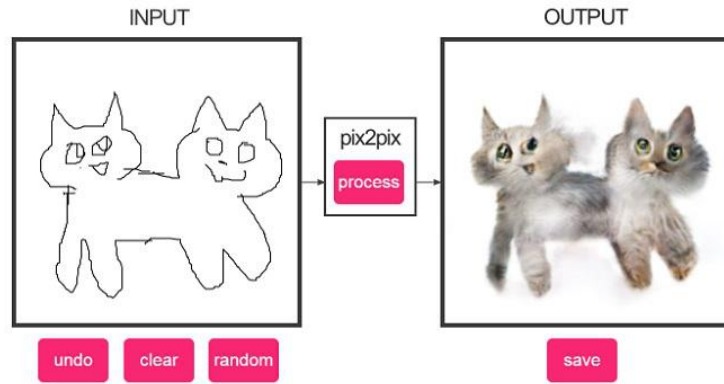 INPUT
OUTPUT
pix2pix
process
undo
clear
random
save